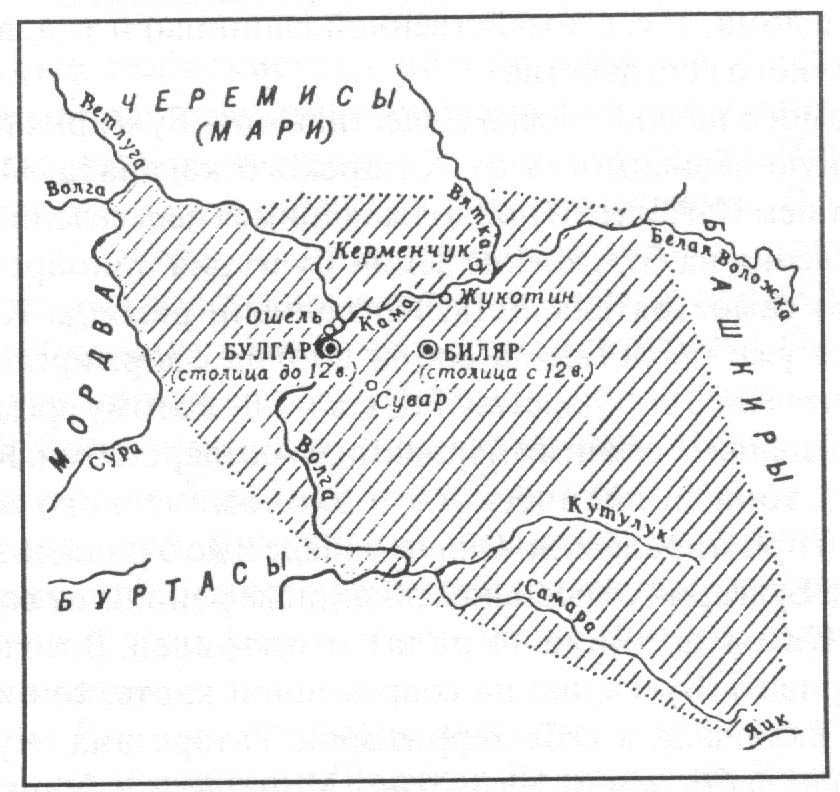 ЧЕРЕМИСЫ
(МАРИ)
Ветлуга
Волга
Вятка
Керменчук
БАШКИРЫ
Белая Воложка
Кама
Жукотин
Ошель
БУЛГАР
(столица до 12 в.)
БИЛЯР
(столица с 12 в.)
Сувар
МОРДВА
Сура
Волга
Кутулук
БУРТАСЫ
Самара
Яик